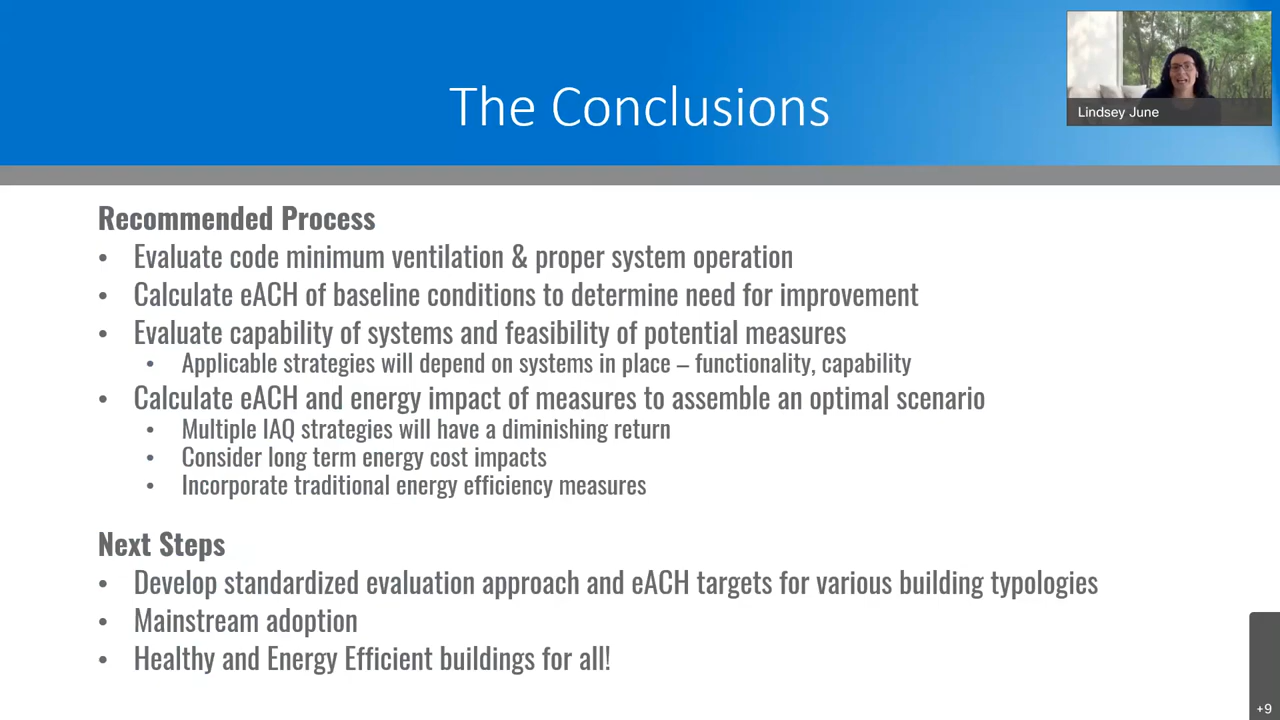 The Conclusions
Lindsey June
Recommended Process
• Evaluate code minimum ventilation & proper system operation
• Calculate eACH of baseline conditions to determine need for improvement
• Evaluate capability of systems and feasibility of potential measures
• Applicable strategies will depend on systems in place – functionality, capability
• Calculate eACH and energy impact of measures to assemble an optimal scenario
• Multiple IAQ strategies will have a diminishing return
• Consider long term energy cost impacts
• Incorporate traditional energy efficiency measures
Next Steps
• Develop standardized evaluation approach and eACH targets for various building typologies
• Mainstream adoption
• Healthy and Energy Efficient buildings for all!
+9